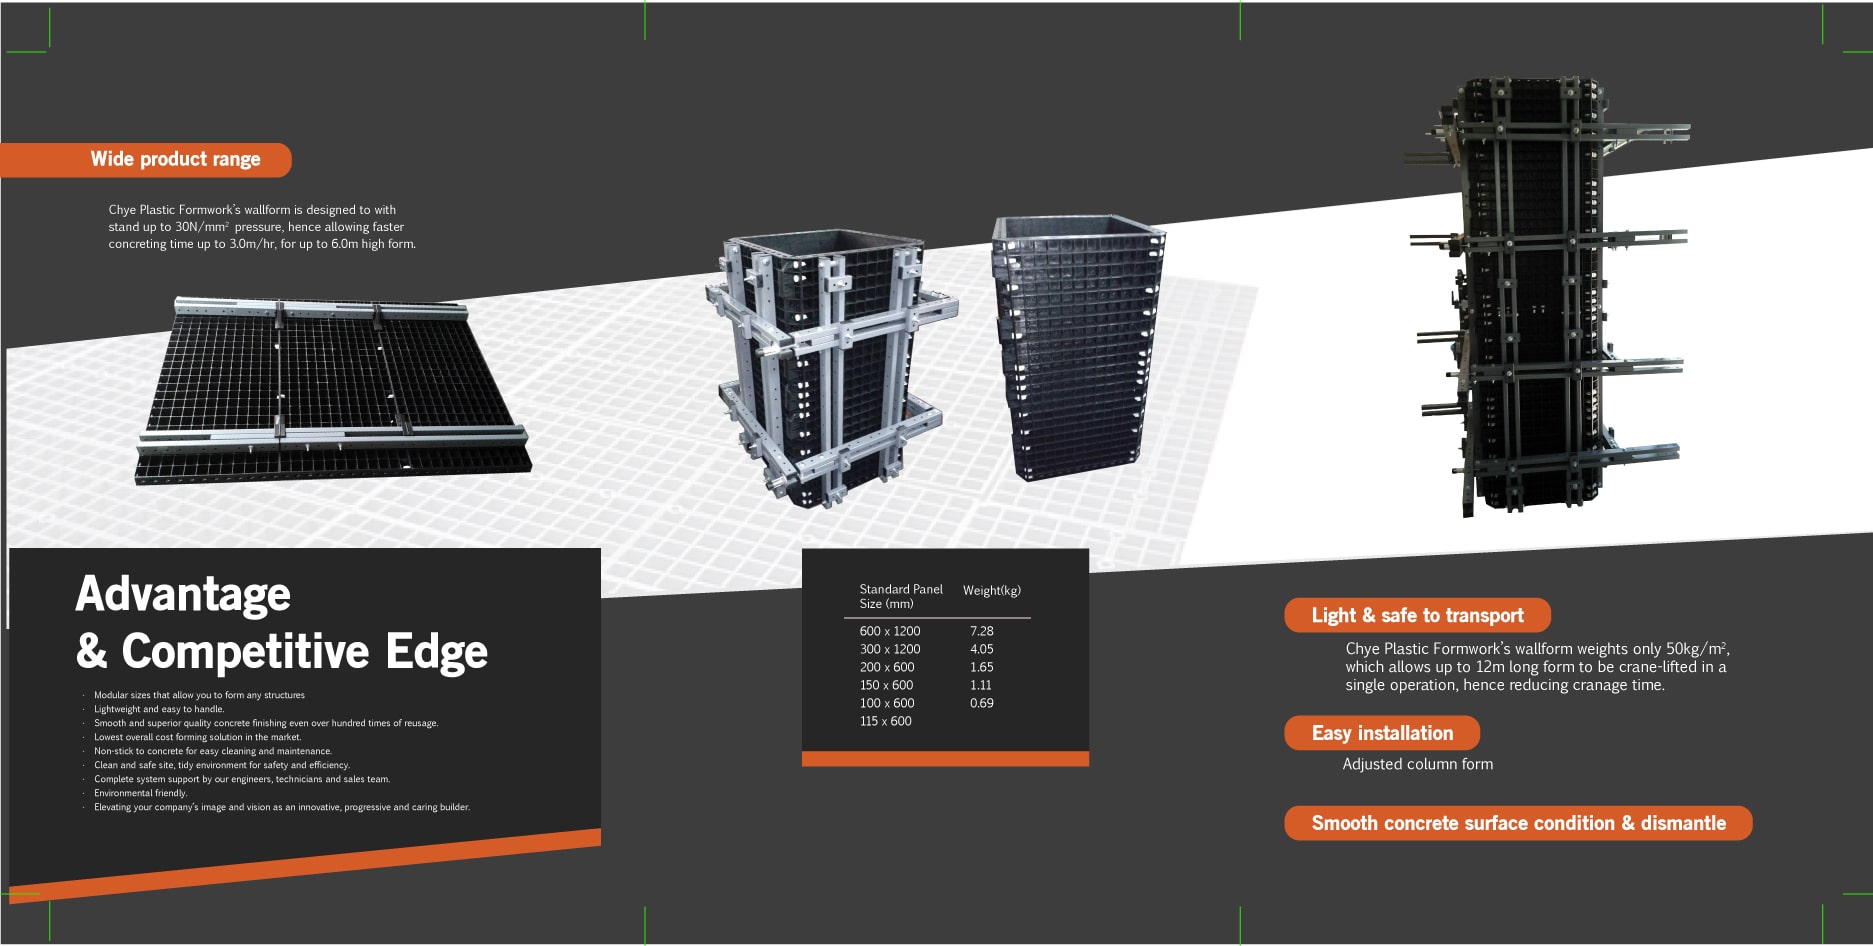 Wide product range
Chye Plastic Formwork's wallform is designed to with
stand up to 30N/mm² pressure, hence allowing faster
concreting time up to 3.0m/hr, for up to 6.0m high form.
Advantage
& Competitive Edge
· Modular sizes that allow you to form any structures
· Lightweight and easy to handle.
· Smooth and superior quality concrete finishing even over hundred times of reusage.
· Lowest overall cost forming solution in the market.
· Non-stick to concrete for easy cleaning and maintenance.
· Clean and safe site, tidy environment for safety and efficiency.
· Complete system support by our engineers, technicians and sales team.
· Environmental friendly.
· Elevating your company's image and vision as an innovative, progressive and caring builder.
Standard Panel Size (mm) Weight(kg)
600 x 1200 7.28
300 x 1200 4.05
200 x 600 1.65
150 x 600 1.11
100 x 600 0.69
115 x 600
Light & safe to transport
Chye Plastic Formwork's wallform weights only 50kg/m²,
which allows up to 12m long form to be crane-lifted in a
single operation, hence reducing cranage time.
Easy installation
Adjusted column form
Smooth concrete surface condition & dismantle